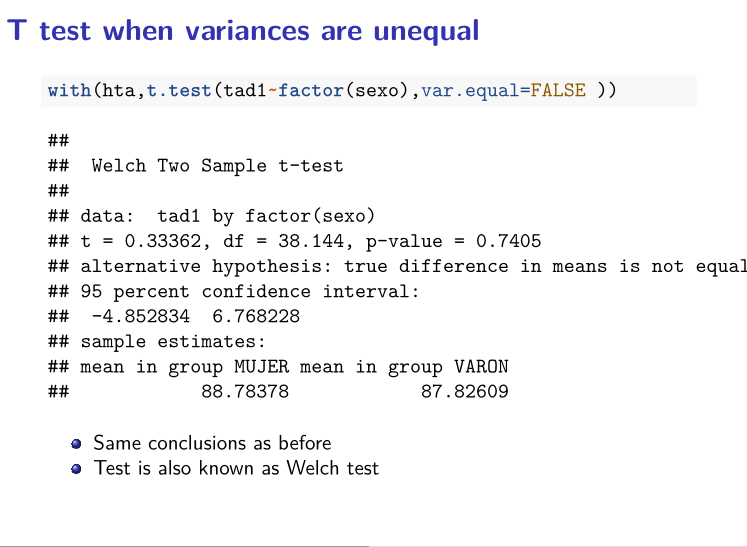 T test when variances are unequal
with(hta,t.test(tad1~factor(sexo),var.equal=FALSE ))
##
##  Welch Two Sample t-test
##
## data:  tad1 by factor(sexo)
## t = 0.33362, df = 38.144, p-value = 0.7405
## alternative hypothesis: true difference in means is not equal
## 95 percent confidence interval:
##  -4.852834  6.768228
## sample estimates:
## mean in group MUJER mean in group VARON
##            88.78378            87.82609
Same conclusions as before
Test is also known as Welch test